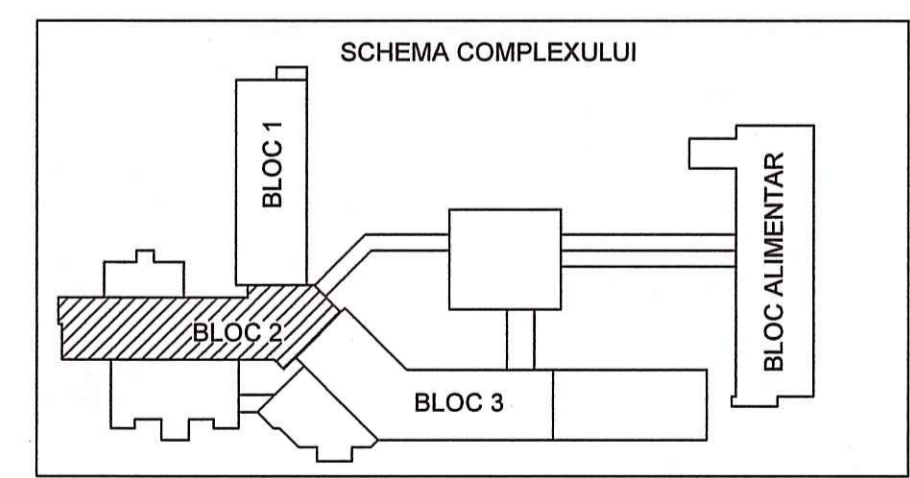 SCHEMA COMPLEXULUI
BLOC 1
BLOC ALIMENTAR
BLOC 2
BLOC 3